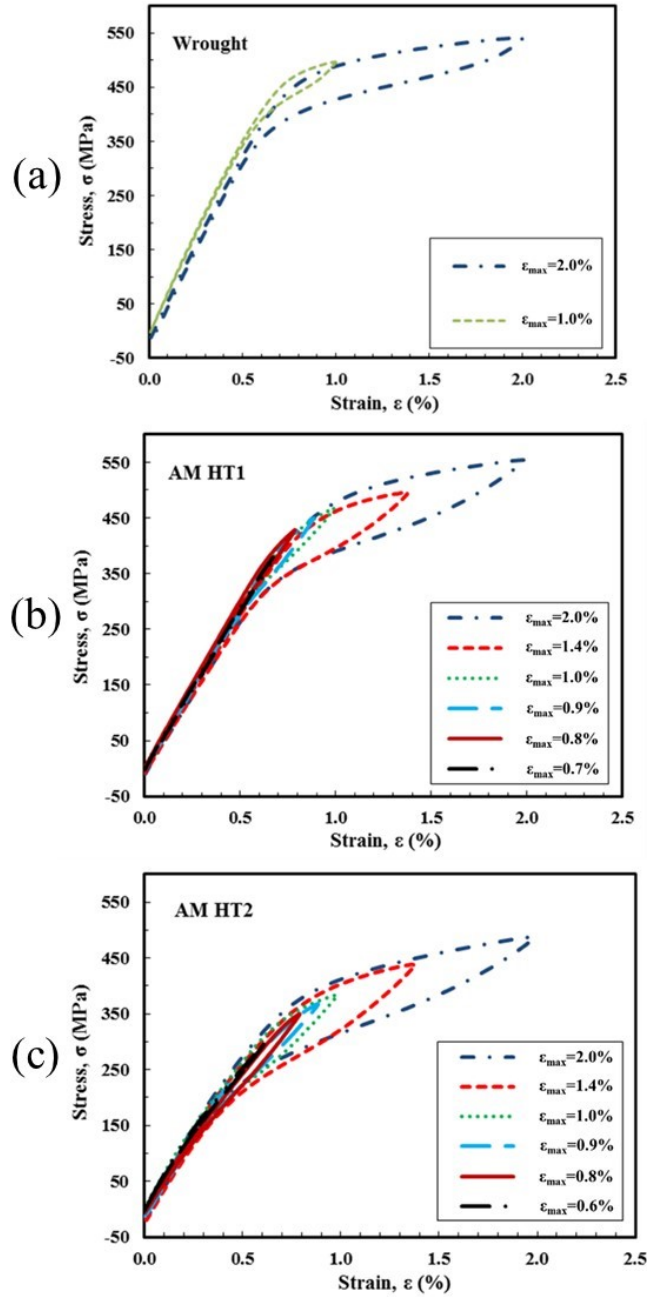 (a)
Wrought
Stress, σ (MPa)
550
450
350
250
150
50
-50
0.0 0.5 1.0 1.5 2.0 2.5
Strain, ε (%)
εmax=2.0%
εmax=1.0%
(b)
AM HT1
Stress, σ (MPa)
550
450
350
250
150
50
-50
0.0 0.5 1.0 1.5 2.0 2.5
Strain, ε (%)
εmax=2.0%
εmax=1.4%
εmax=1.0%
εmax=0.9%
εmax=0.8%
εmax=0.7%
(c)
AM HT2
Stress, σ (MPa)
550
450
350
250
150
50
-50
0.0 0.5 1.0 1.5 2.0 2.5
Strain, ε (%)
εmax=2.0%
εmax=1.4%
εmax=1.0%
εmax=0.9%
εmax=0.8%
εmax=0.6%